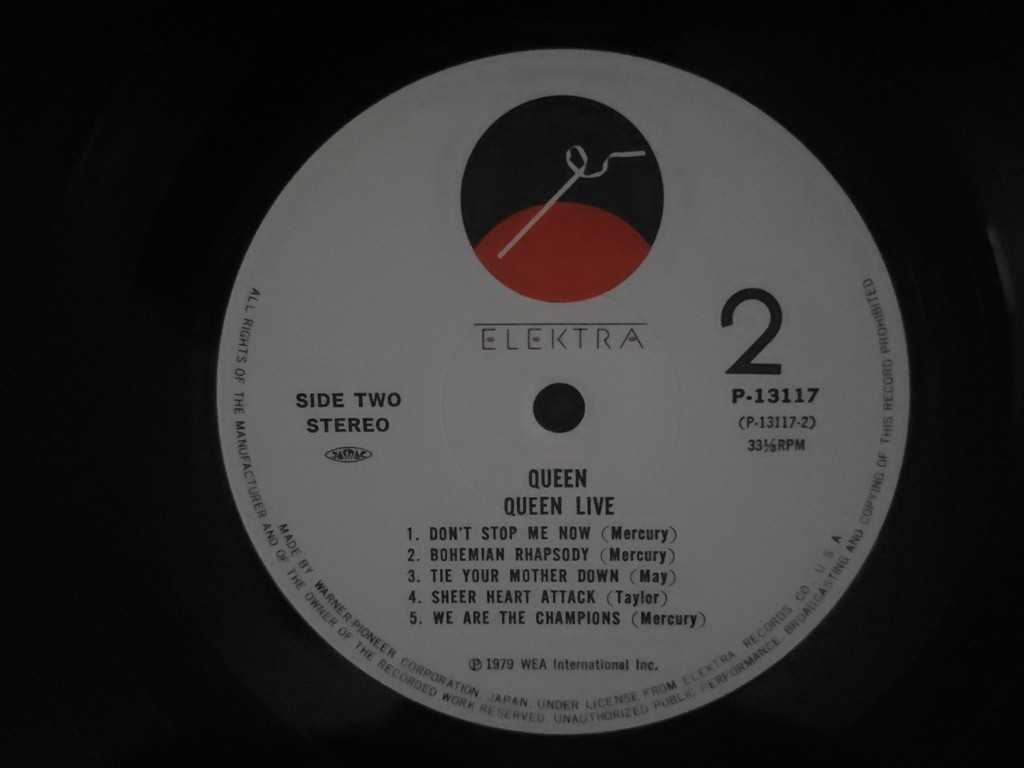 ELEKTRA
2
SIDE TWO
STEREO
P-13117
(P-13117-2)
33⅓RPM
QUEEN
QUEEN LIVE
1. DON'T STOP ME NOW (Mercury)
2. BOHEMIAN RHAPSODY (Mercury)
3. TIE YOUR MOTHER DOWN (May)
4. SHEER HEART ATTACK (Taylor)
5. WE ARE THE CHAMPIONS (Mercury)
℗1979 WEA International Inc.
MADE BY WARNER-PIONEER CORPORATION, JAPAN, UNDER LICENSE FROM ELEKTRA RECORDS CO., U.S.A.
ALL RIGHTS OF THE MANUFACTURER AND OF THE OWNER OF THE RECORDED WORK RESERVED. UNAUTHORIZED PUBLIC PERFORMANCE, BROADCASTING AND COPYING OF THIS RECORD PROHIBITED